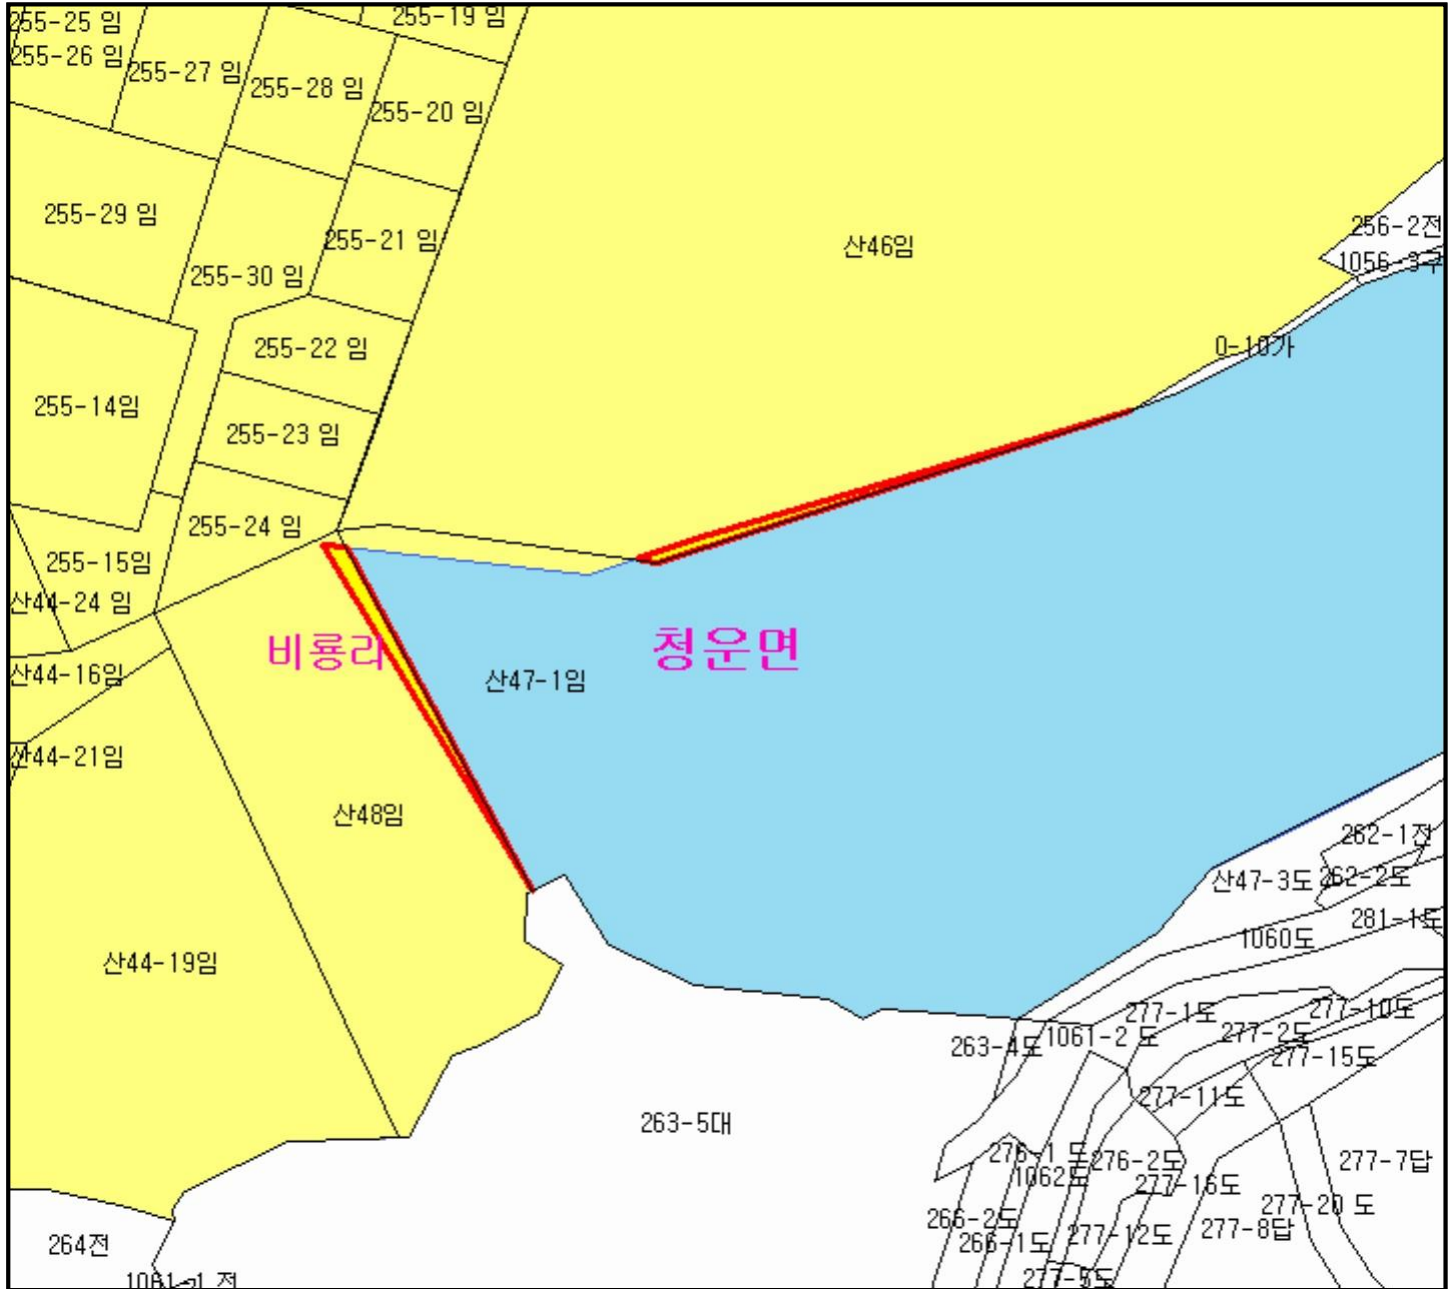 255-25 임
255-19 임
255-26 임
255-27 임
255-28 임
255-20 임
255-29 임
255-21 임
255-30 임
산46임
256-2전
1056-3구
255-22 임
0-10가
255-14임
255-23 임
255-24 임
255-15임
산44-24 임
비룡리
청운면
산44-16임
산47-1임
산44-21임
산48임
262-1전
산47-3도
262-2도
281-1도
1060도
산44-19임
277-1도
277-10도
263-4도
1061-2 도
277-2도
277-15도
277-11도
263-5대
276-1 도
276-2도
277-7답
1062도
277-16도
277-20 도
266-2도
266-1도
277-12도
277-8답
264전
277-5도
1061-1 전